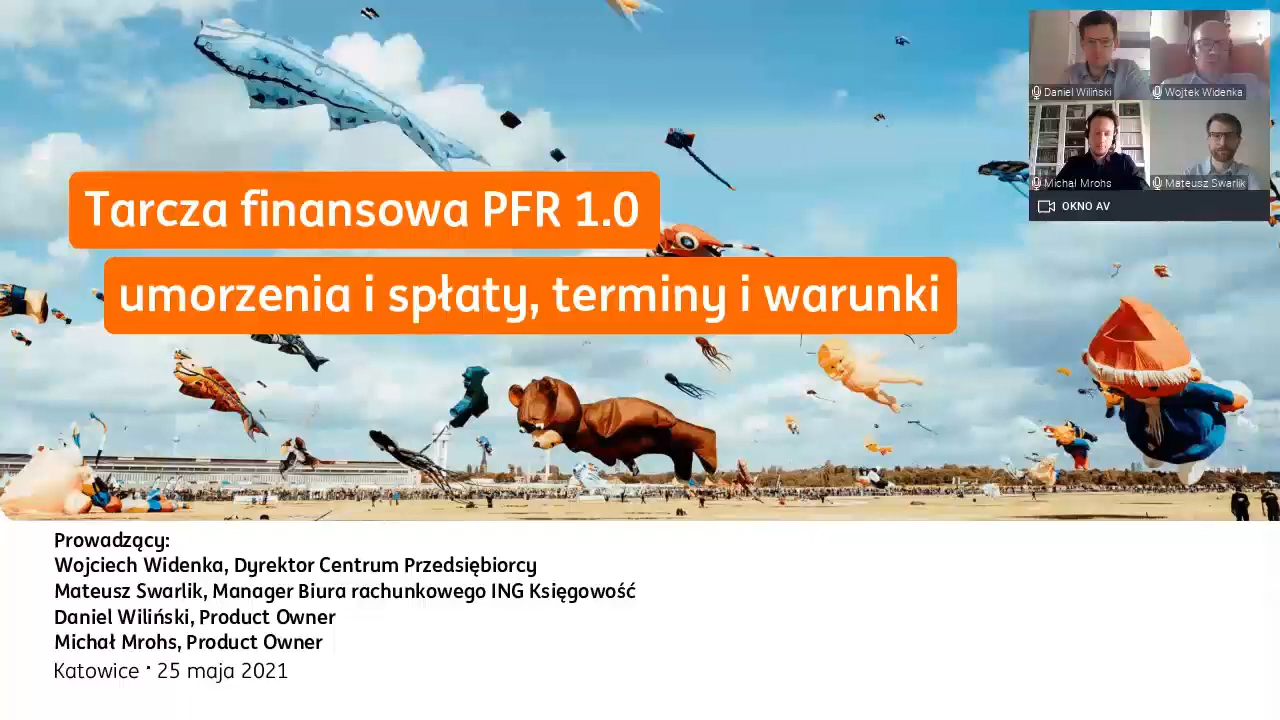 Tarcza finansowa PFR 1.0
umorzenia i spłaty, terminy i warunki
Daniel Wiliński
Wojtek Widenka
Michał Mrohs
Mateusz Swarlik
OKNO AV
Prowadzący:
Wojciech Widenka, Dyrektor Centrum Przedsiębiorcy
Mateusz Swarlik, Manager Biura rachunkowego ING Księgowość
Daniel Wiliński, Product Owner
Michał Mrohs, Product Owner
Katowice · 25 maja 2021